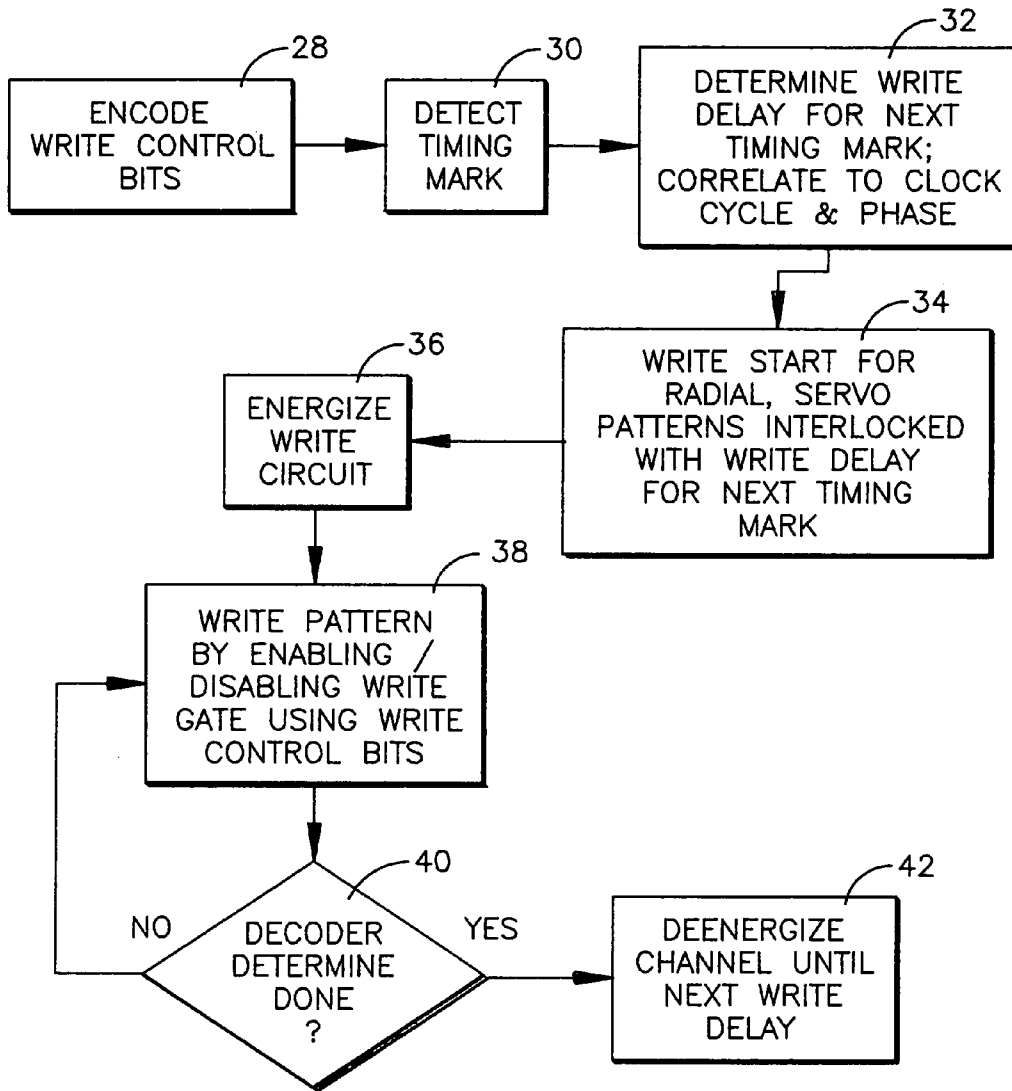 28
ENCODE
WRITE CONTROL
BITS
30
DETECT
TIMING
MARK
32
DETERMINE WRITE
DELAY FOR NEXT
TIMING MARK;
CORRELATE TO CLOCK
CYCLE & PHASE
34
WRITE START FOR
RADIAL, SERVO
PATTERNS INTERLOCKED
WITH WRITE DELAY
FOR NEXT TIMING
MARK
36
ENERGIZE
WRITE
CIRCUIT
38
WRITE PATTERN
BY ENABLING /
DISABLING WRITE
GATE USING WRITE
CONTROL BITS
40
DECODER
DETERMINE
DONE
?
NO
YES
42
DEENERGIZE
CHANNEL UNTIL
NEXT WRITE
DELAY